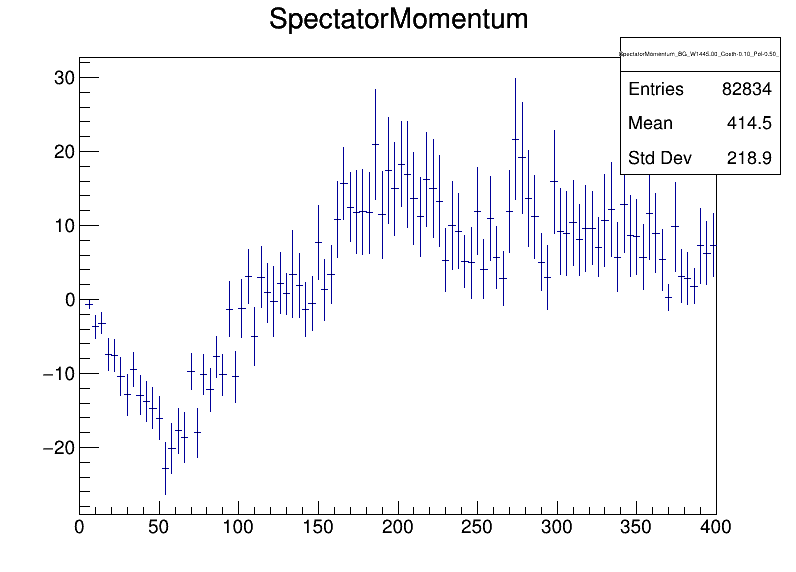 SpectatorMomentum
SpectatorMomentum_BG_W1445.00_Costh-0.10_Pol-0.50_
Entries 82834
Mean 414.5
Std Dev 218.9
30
20
10
0
−10
−20
0 50 100 150 200 250 300 350 400